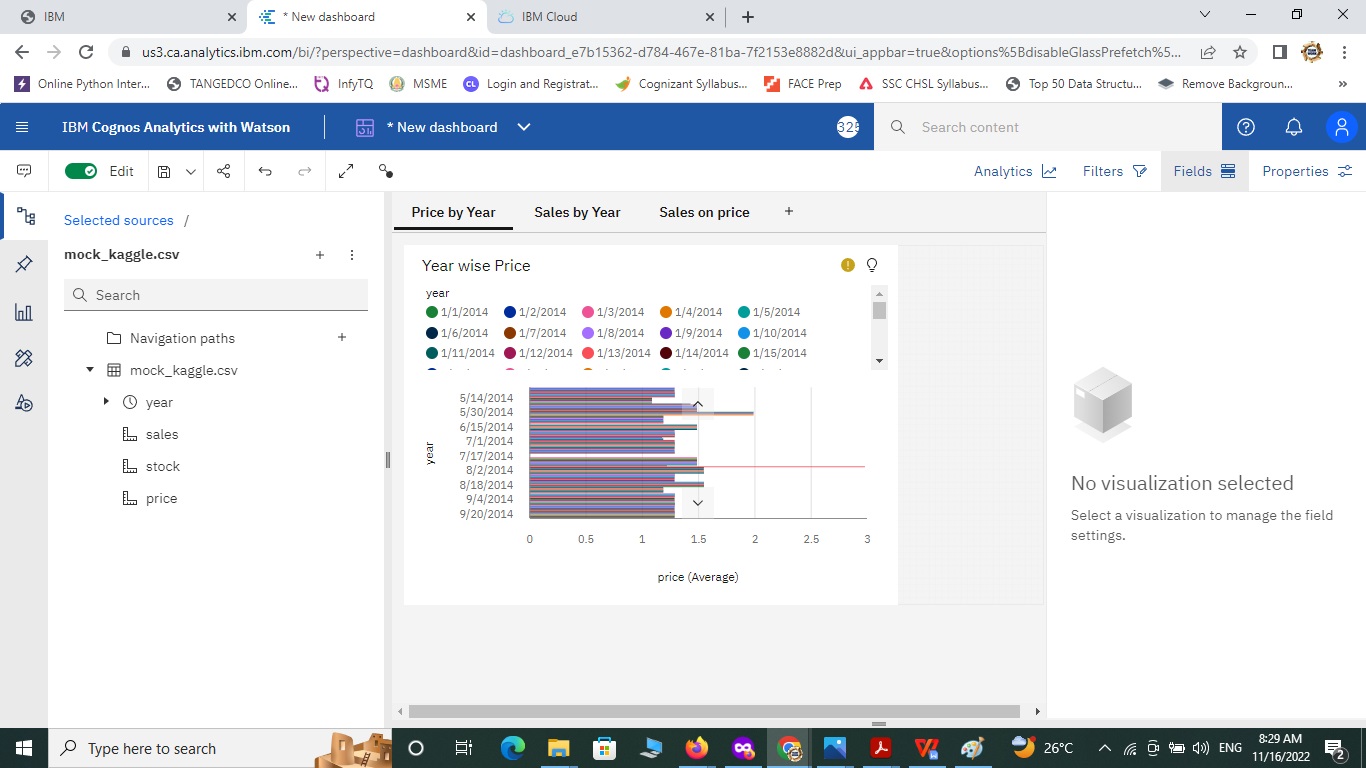 IBM
* New dashboard
IBM Cloud
us3.ca.analytics.ibm.com/bi/?perspective=dashboard&id=dashboard_e7b15362-d784-467e-81ba-7f2153e8882d&ui_appbar=true&options%5BdisableGlassPrefetch%5...
Online Python Inter...
TANGEDCO Online...
InfyTQ
MSME
CL Login and Registrat...
Cognizant Syllabus...
FACE Prep
SSC CHSL Syllabus...
Top 50 Data Structu...
Remove Backgroun...
»
IBM Cognos Analytics with Watson
* New dashboard
325
Search content
Edit
Analytics
Filters
Fields
Properties
Selected sources /
mock_kaggle.csv
Search
Navigation paths
mock_kaggle.csv
year
sales
stock
price
Price by Year
Sales by Year
Sales on price
Year wise Price
year
1/1/2014 1/2/2014 1/3/2014 1/4/2014 1/5/2014
1/6/2014 1/7/2014 1/8/2014 1/9/2014 1/10/2014
1/11/2014 1/12/2014 1/13/2014 1/14/2014 1/15/2014
year
5/14/2014
5/30/2014
6/15/2014
7/1/2014
7/17/2014
8/2/2014
8/18/2014
9/4/2014
9/20/2014
0 0.5 1 1.5 2 2.5 3
price (Average)
No visualization selected
Select a visualization to manage the field
settings.
Type here to search
26°C
ENG
8:29 AM
11/16/2022
2